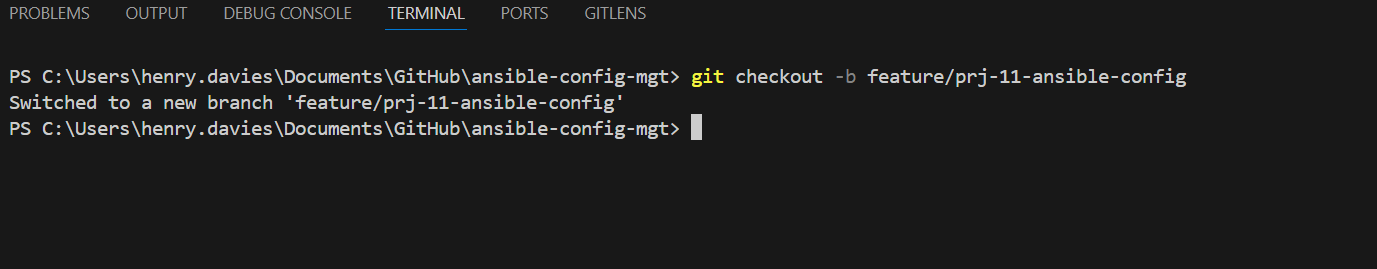 PROBLEMS OUTPUT DEBUG CONSOLE TERMINAL PORTS GITLENS
PS C:\Users\henry.davies\Documents\GitHub\ansible-config-mgt> git checkout -b feature/prj-11-ansible-config
Switched to a new branch 'feature/prj-11-ansible-config'
PS C:\Users\henry.davies\Documents\GitHub\ansible-config-mgt>